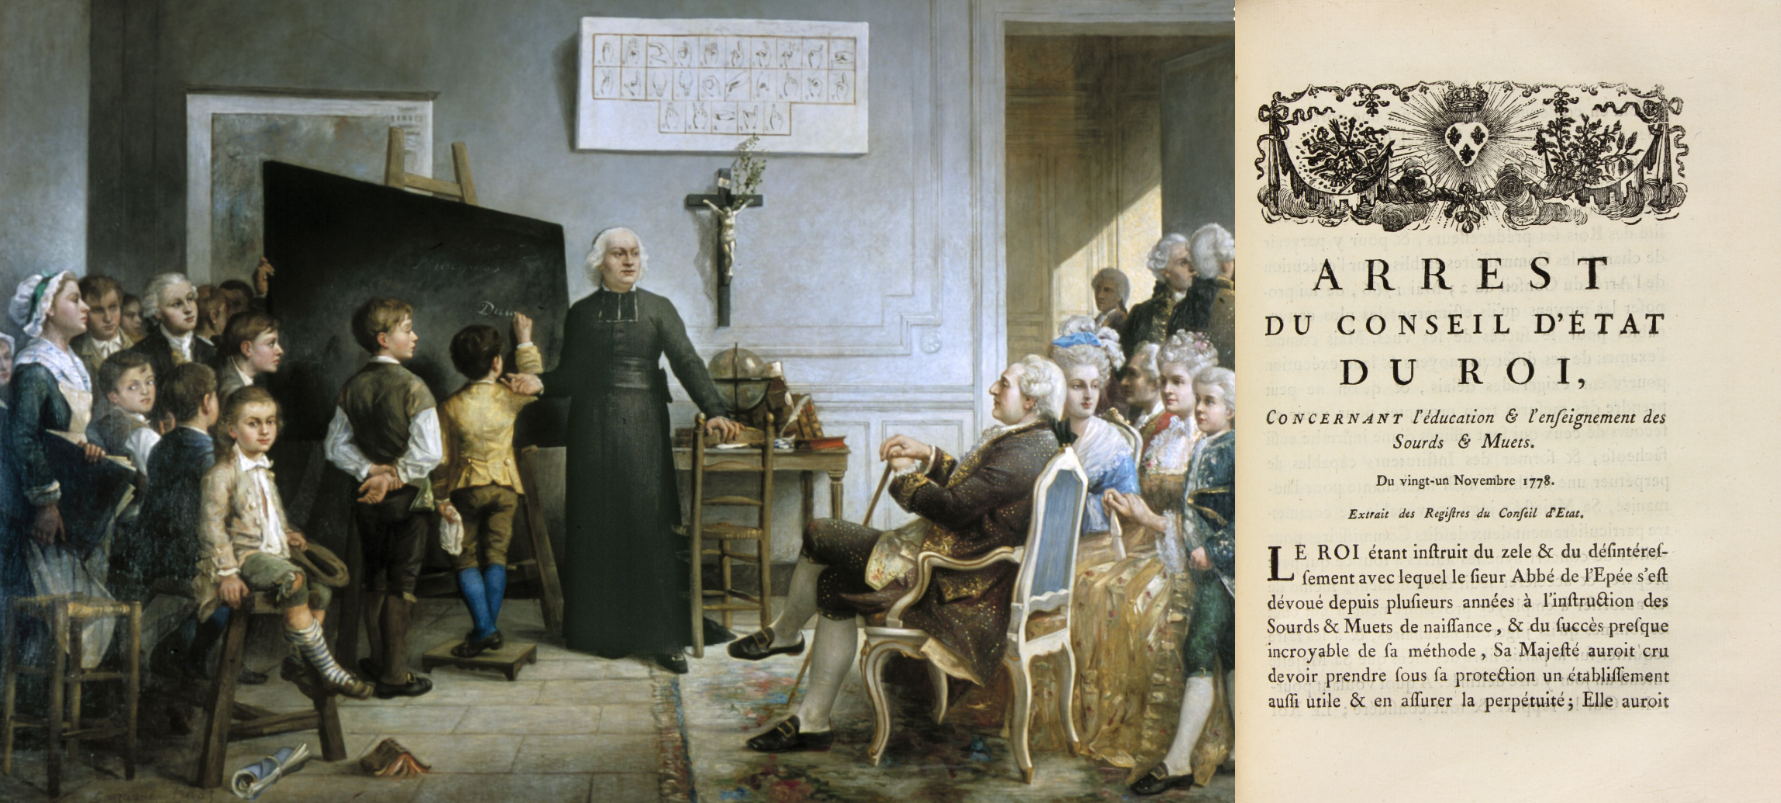 ARREST
DU CONSEIL D'ÉTAT
DU ROI,
CONCERNANT l'éducation & l'enſeignement des
Sourds & Muets.
Du vingt-un Novembre 1778.
Extrait des Regiſtres du Conſeil d'Etat.
LE ROI étant inſtruit du zele & du déſintéreſ-
ſement avec lequel le ſieur Abbé de l'Epée s'eſt
dévoué depuis pluſieurs années à l'inſtruction des
Sourds & Muets de naiſſance, & du ſuccès preſque
incroyable de ſa méthode, Sa Majeſté auroit cru
devoir prendre ſous ſa protection un établiſſement
auſſi utile & en aſſurer la perpétuité; Elle auroit